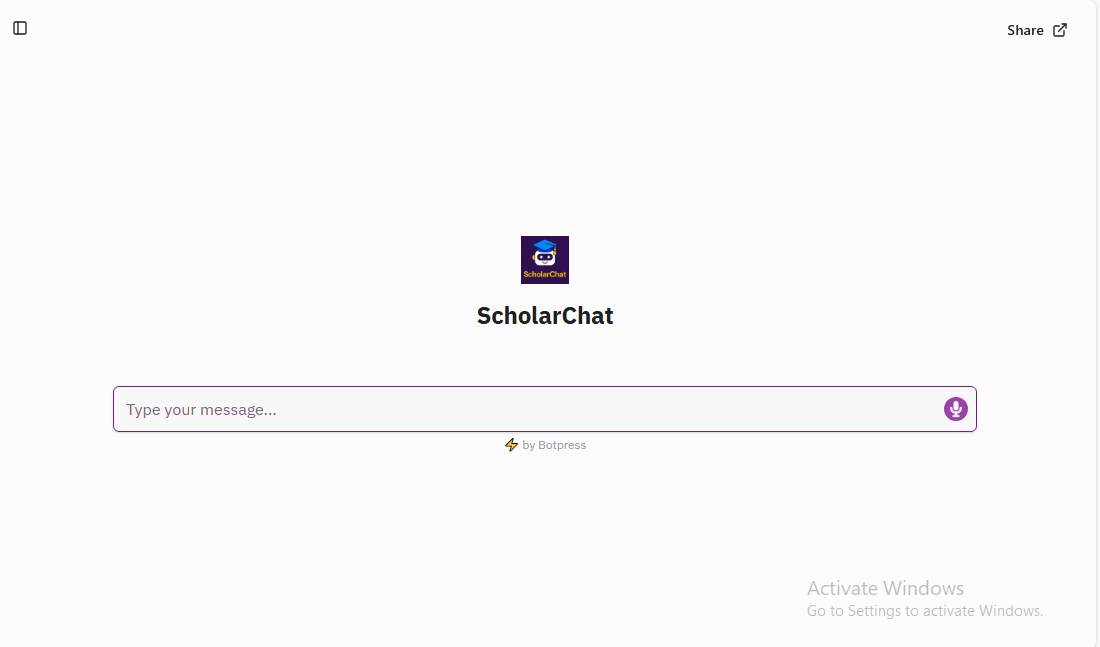 Share
ScholarChat
ScholarChat
Type your message...
by Botpress
Activate Windows
Go to Settings to activate Windows.